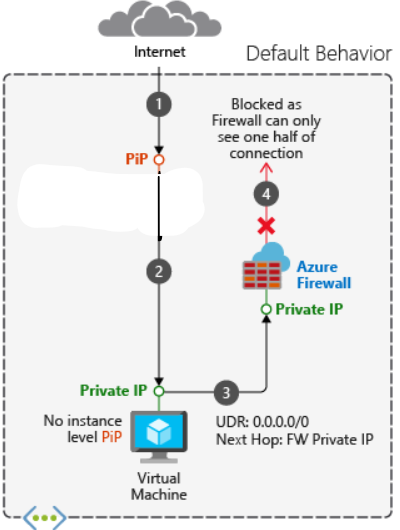 Internet
Default Behavior
1
Blocked as
Firewall can only
see one half of
connection
PiP
4
Azure
Firewall
2
Private IP
Private IP
3
No instance
level PiP
UDR: 0.0.0.0/0
Next Hop: FW Private IP
Virtual
Machine